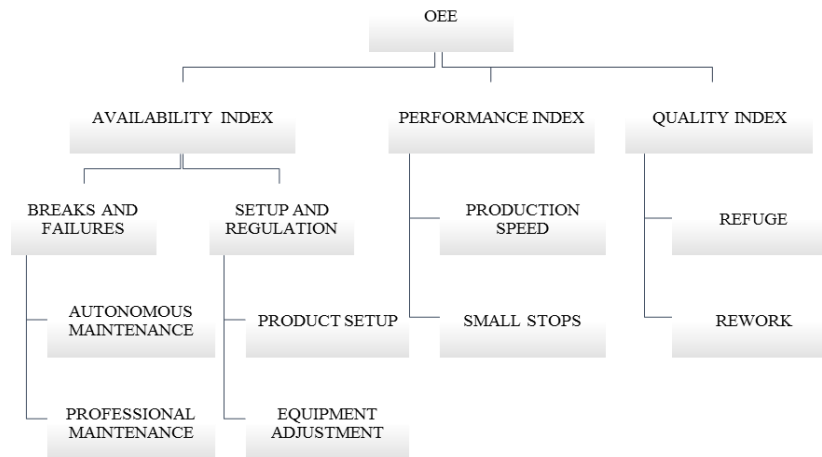 OEE
AVAILABILITY INDEX
PERFORMANCE INDEX
QUALITY INDEX
BREAKS AND
FAILURES
SETUP AND
REGULATION
PRODUCTION
SPEED
REFUGE
AUTONOMOUS
MAINTENANCE
PRODUCT SETUP
SMALL STOPS
REWORK
PROFESSIONAL
MAINTENANCE
EQUIPMENT
ADJUSTMENT